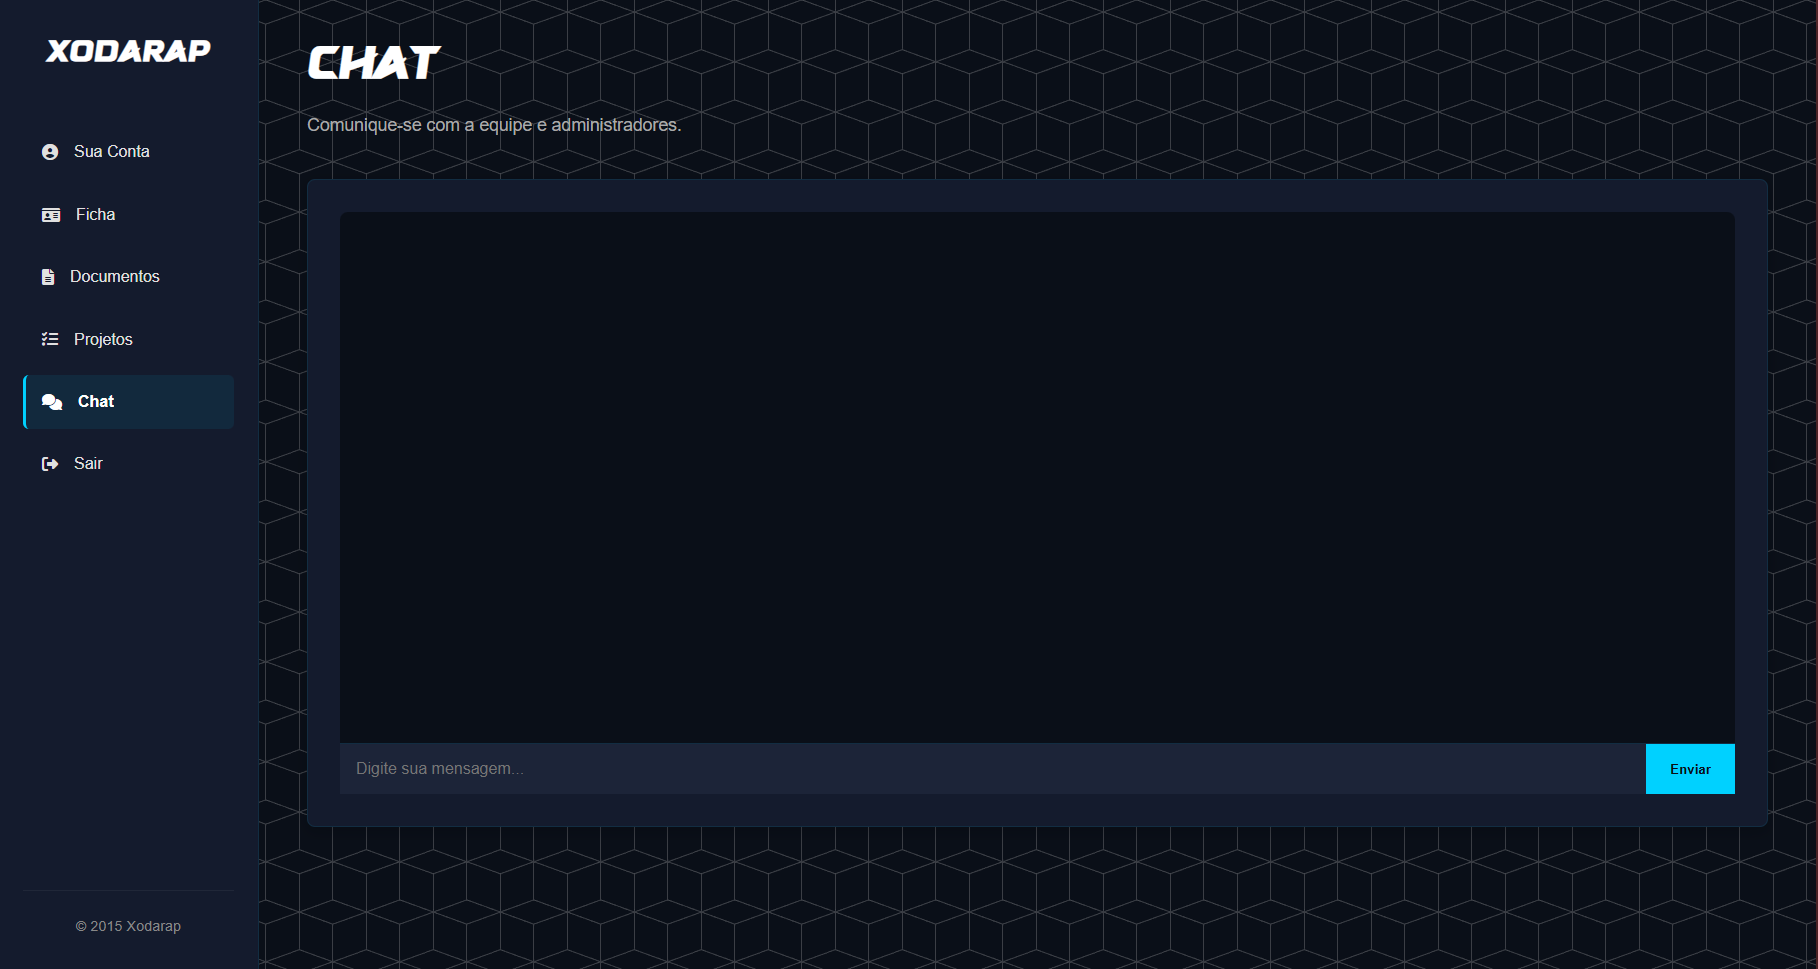 XODARAP
Sua Conta
Ficha
Documentos
Projetos
Chat
Sair
© 2015 Xodarap
CHAT
Comunique-se com a equipe e administradores.
Digite sua mensagem...
Enviar